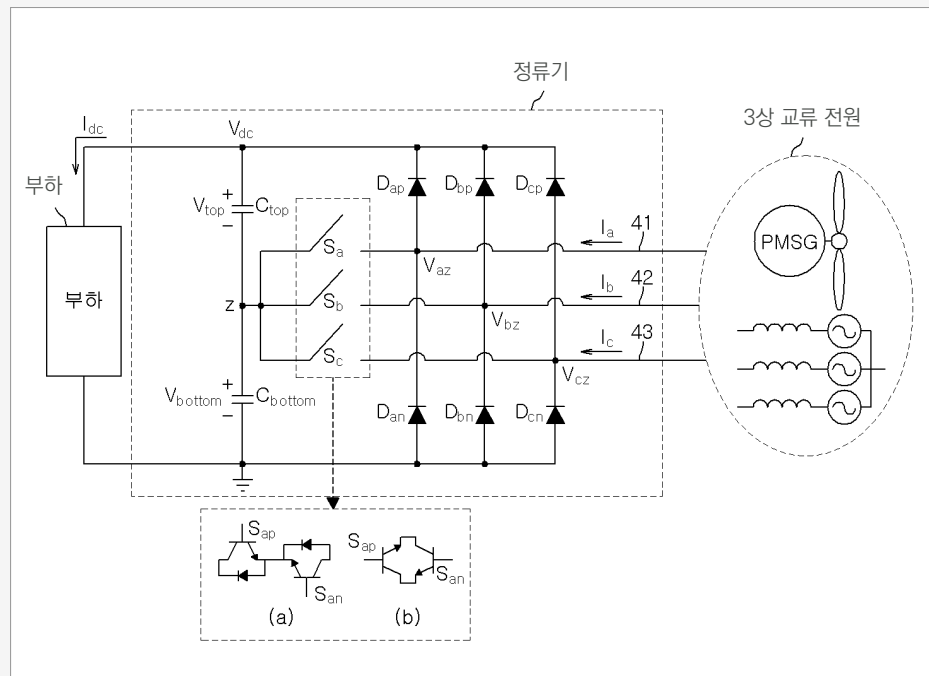 정류기
3상 교류 전원
I_dc
V_dc
부하
부하
D_ap
D_bp
D_cp
+
V_top
C_top
−
S_a
V_az
I_a
41
PMSG
z
S_b
V_bz
I_b
42
S_c
V_cz
I_c
43
+
V_bottom
C_bottom
−
D_an
D_bn
D_cn
S_ap
S_an
(a)
S_ap
S_an
(b)